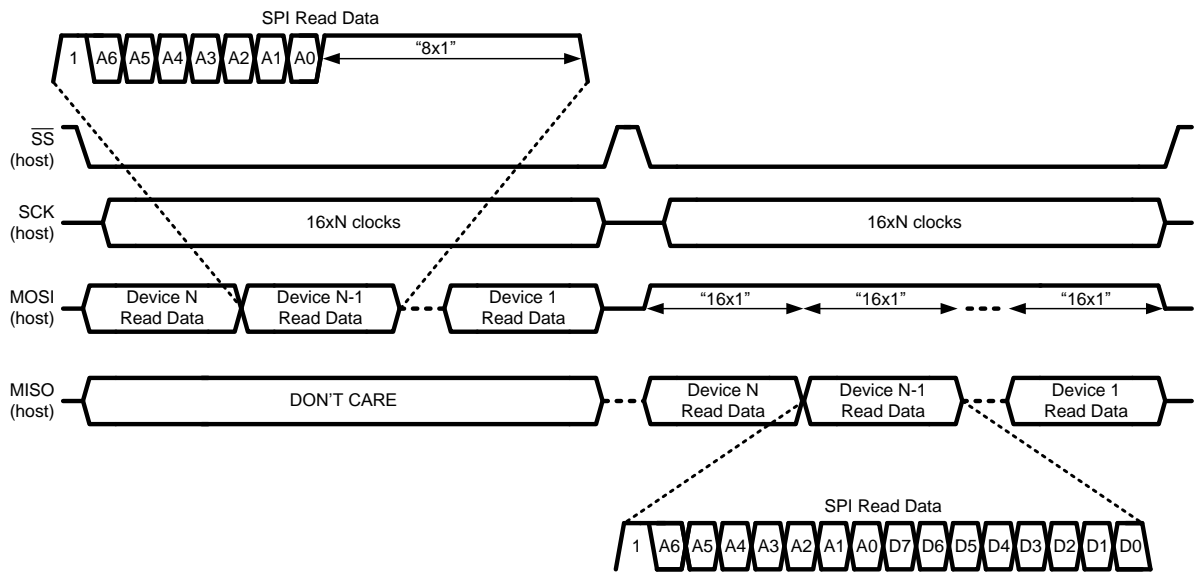 SPI Read Data
1 A6 A5 A4 A3 A2 A1 A0 “8x1”
SS
(host)
SCK
(host)
16xN clocks 16xN clocks
MOSI
(host)
Device N
Read Data
Device N-1
Read Data
Device 1
Read Data
“16x1” “16x1” “16x1”
MISO
(host)
DON'T CARE
Device N
Read Data
Device N-1
Read Data
Device 1
Read Data
SPI Read Data
1 A6 A5 A4 A3 A2 A1 A0 D7 D6 D5 D4 D3 D2 D1 D0